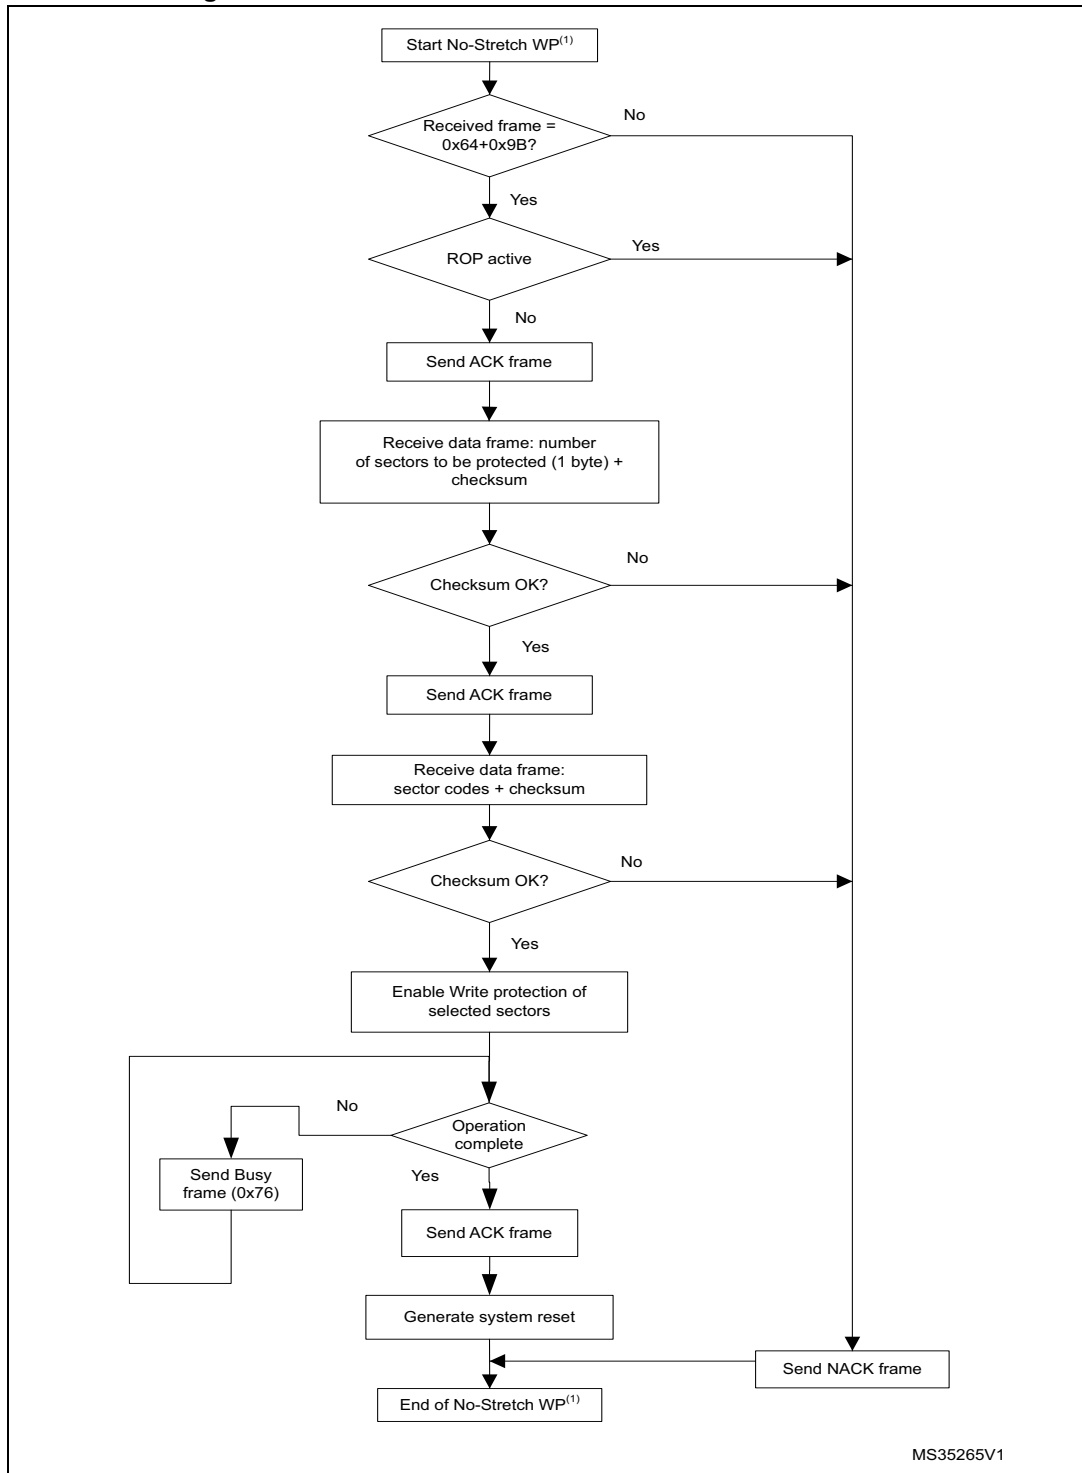 Start No-Stretch WP(1)
Received frame =
0x64+0x9B?
No
Yes
ROP active
Yes
No
Send ACK frame
Receive data frame: number
of sectors to be protected (1 byte) +
checksum
Checksum OK?
No
Yes
Send ACK frame
Receive data frame:
sector codes + checksum
Checksum OK?
No
Yes
Enable Write protection of
selected sectors
Operation
complete
No
Yes
Send Busy
frame (0x76)
Send ACK frame
Generate system reset
Send NACK frame
End of No-Stretch WP(1)
MS35265V1